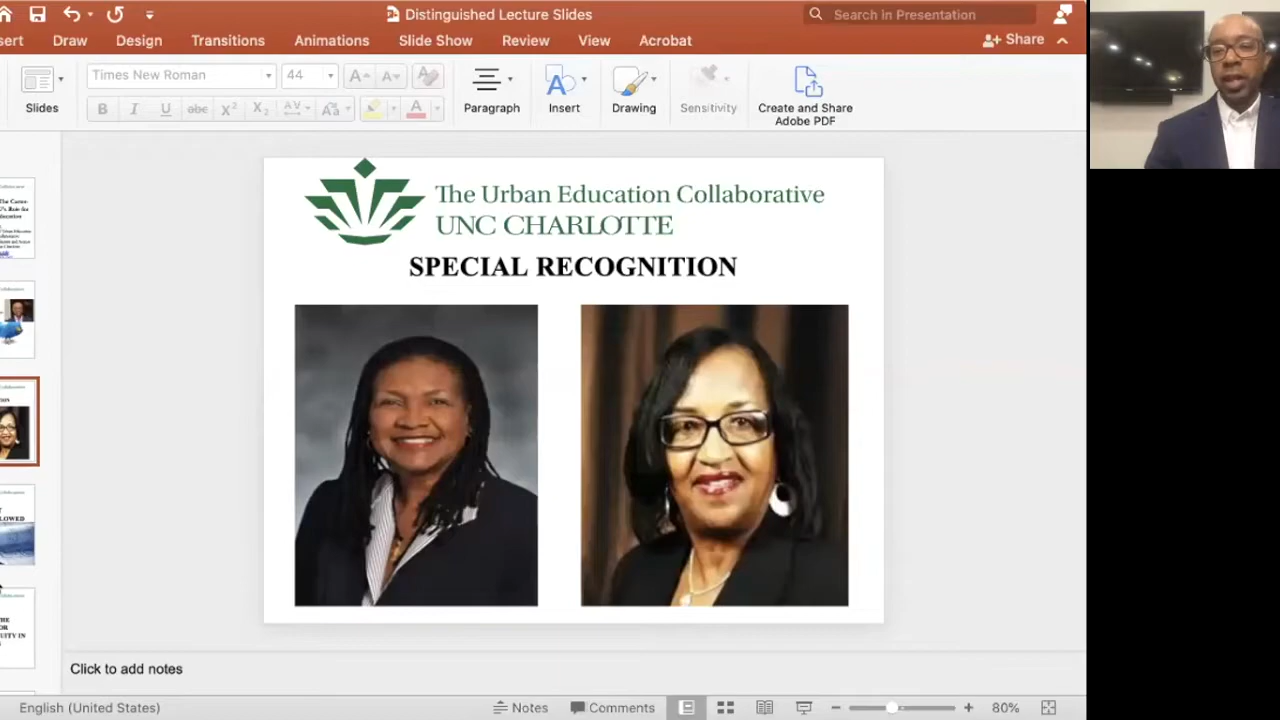 Distinguished Lecture Slides
Search in Presentation
sert Draw Design Transitions Animations Slide Show Review View Acrobat Share
Times New Roman 44
Slides Paragraph Insert Drawing Sensitivity Create and Share
Adobe PDF
The Urban Education Collaborative
UNC CHARLOTTE
SPECIAL RECOGNITION
Click to add notes
English (United States) Notes Comments 80%